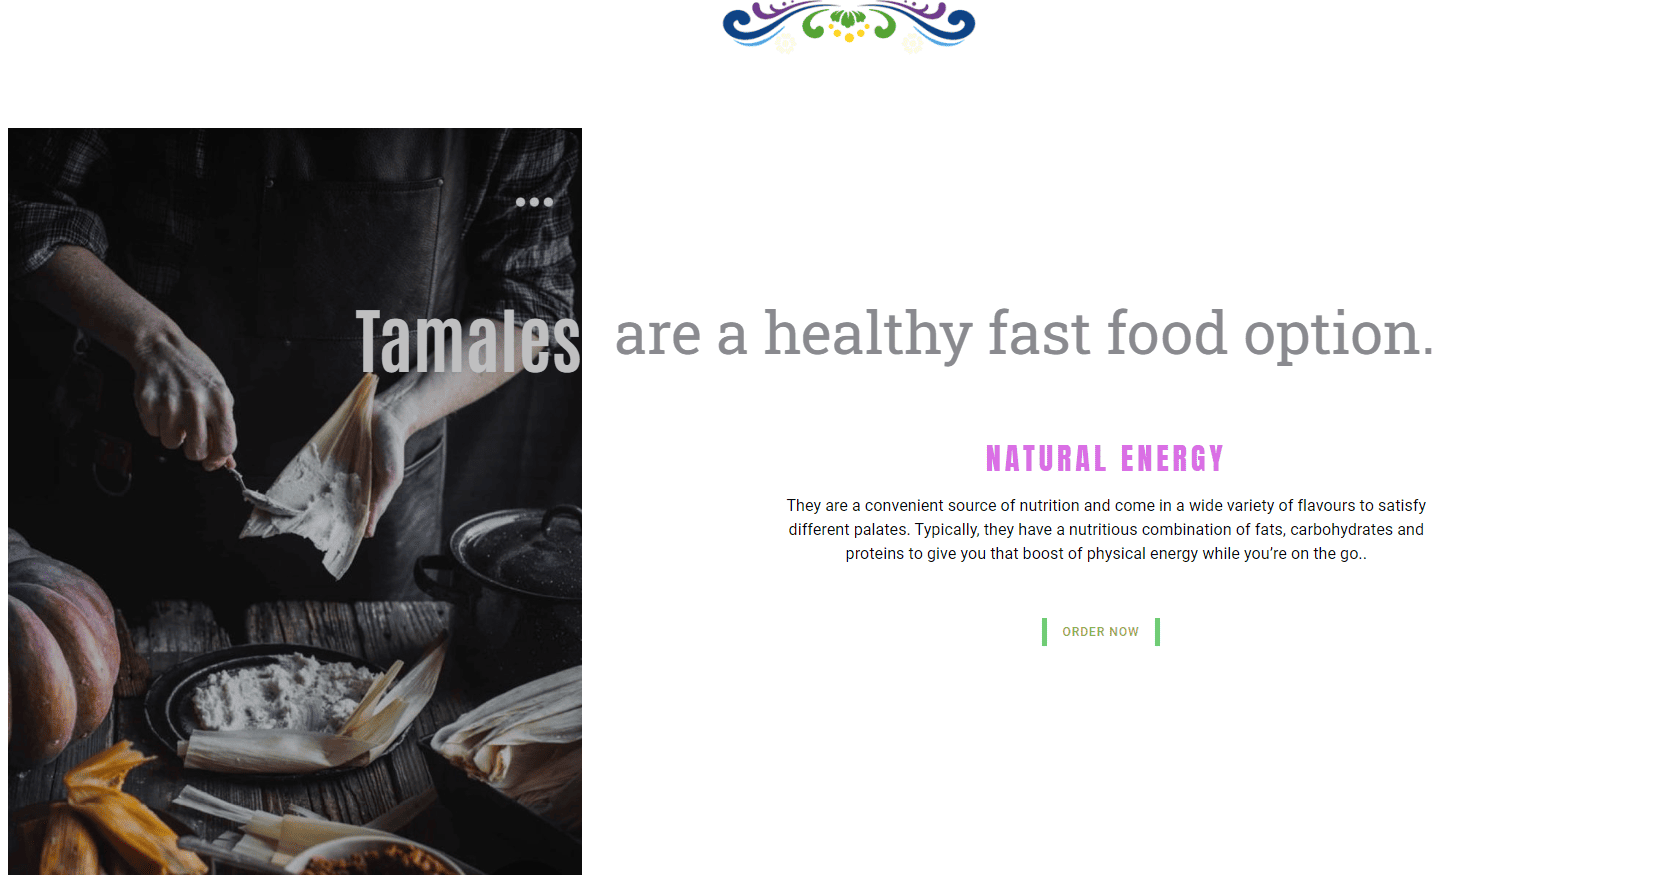 Tamales are a healthy fast food option.
NATURAL ENERGY
They are a convenient source of nutrition and come in a wide variety of flavours to satisfy
different palates. Typically, they have a nutritious combination of fats, carbohydrates and
proteins to give you that boost of physical energy while you’re on the go..
ORDER NOW